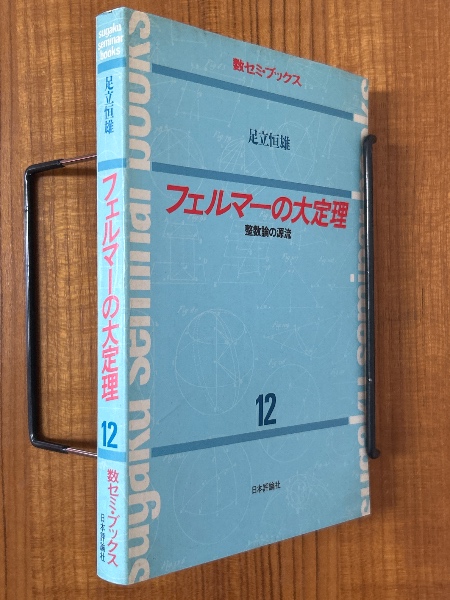 sugaku
seminar
books
足立恒雄
フェルマーの大定理
12
数セミ・ブックス
日本評論社
sugaku seminar books
数セミ・ブックス
足立恒雄
フェルマーの大定理
整数論の源流
12
日本評論社